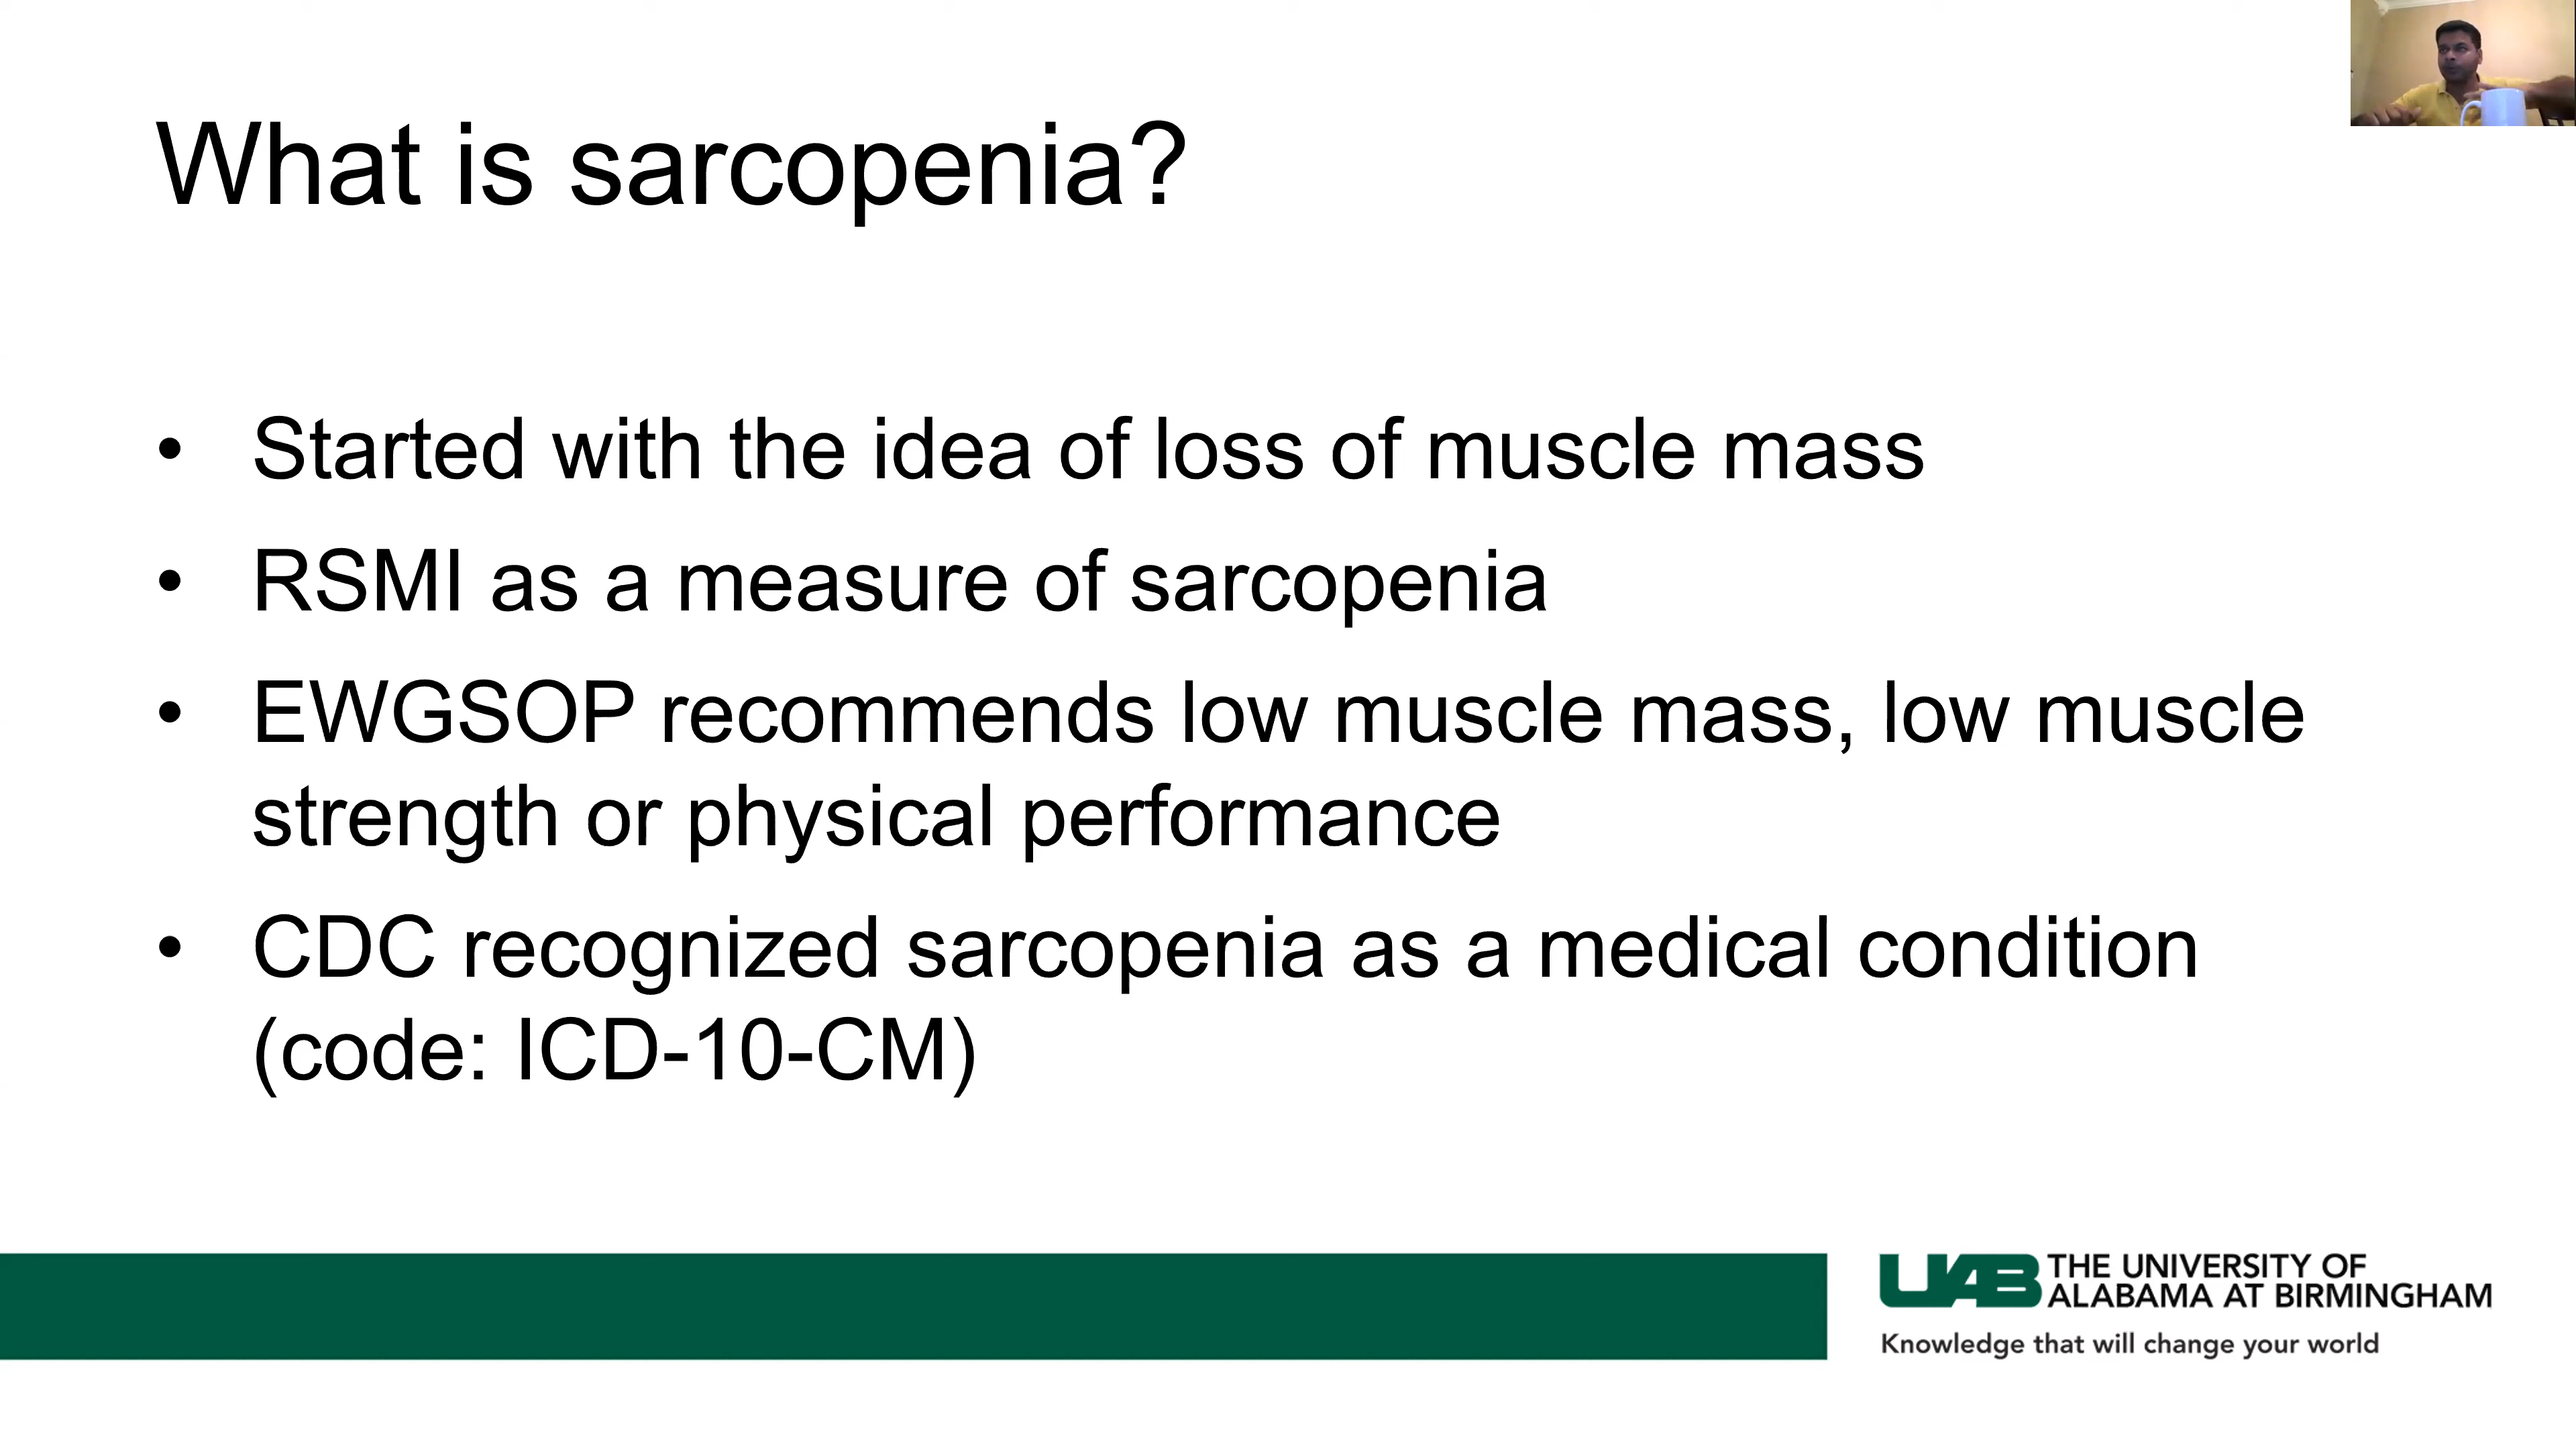 What is sarcopenia?
• Started with the idea of loss of muscle mass
• RSMI as a measure of sarcopenia
• EWGSOP recommends low muscle mass, low muscle
strength or physical performance
• CDC recognized sarcopenia as a medical condition
(code: ICD-10-CM)
UAB THE UNIVERSITY OF
ALABAMA AT BIRMINGHAM
Knowledge that will change your world